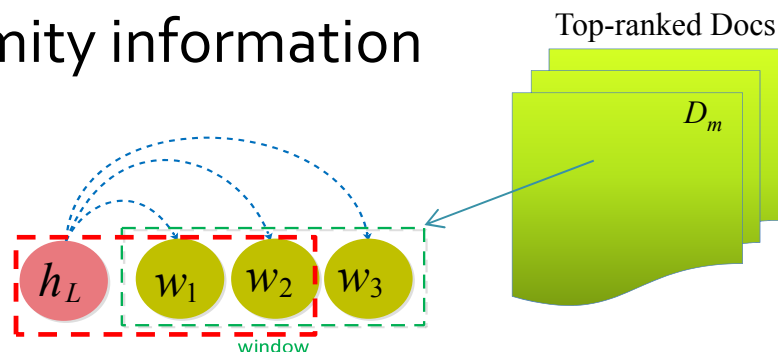 mity information
Top-ranked Docs
D_m
h_L w_1 w_2 w_3
window